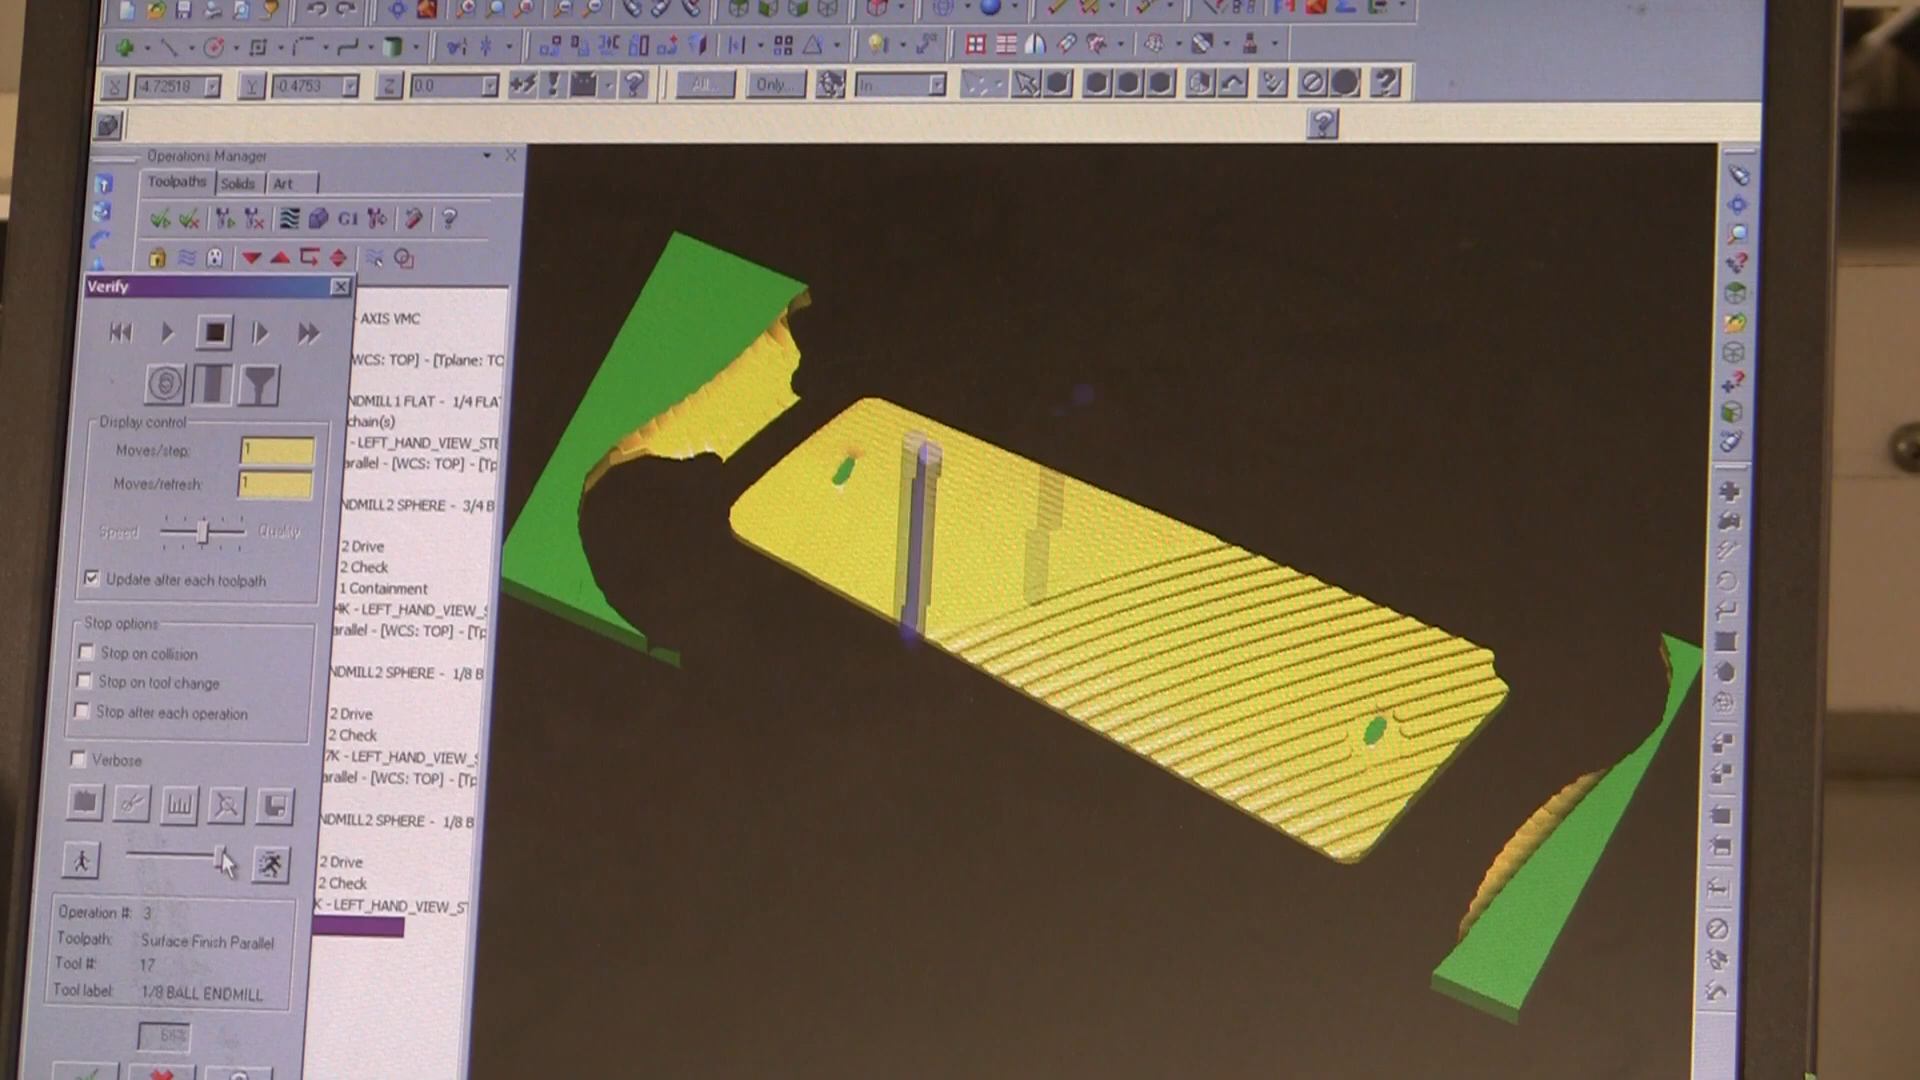 X -4.72518 Y -0.4753 Z 0.0 All... Only... In
Operations Manager
Toolpaths Solids Art
G1
Verify
AXIS VMC
WCS: TOP] - [Tplane: TO
NDMILL1 FLAT - 1/4 FLA
chain(s)
- LEFT_HAND_VIEW_STE
arallel - [WCS: TOP] - [Tp
NDMILL2 SPHERE - 3/4 B
2 Drive
2 Check
1 Containment
K - LEFT_HAND_VIEW_S
arallel - [WCS: TOP] - [Tp
NDMILL2 SPHERE - 1/8 B
2 Drive
2 Check
7K - LEFT_HAND_VIEW_S
arallel - [WCS: TOP] - [Tp
NDMILL2 SPHERE - 1/8 B
2 Drive
2 Check
K - LEFT_HAND_VIEW_S
Display control
Moves/step: 1
Moves/refresh: 1
Speed Quality
Update after each toolpath
Stop options
Stop on collision
Stop on tool change
Stop after each operation
Verbose
Operation #: 3
Toolpath: Surface Finish Parallel
Tool #: 17
Tool label: 1/8 BALL ENDMILL